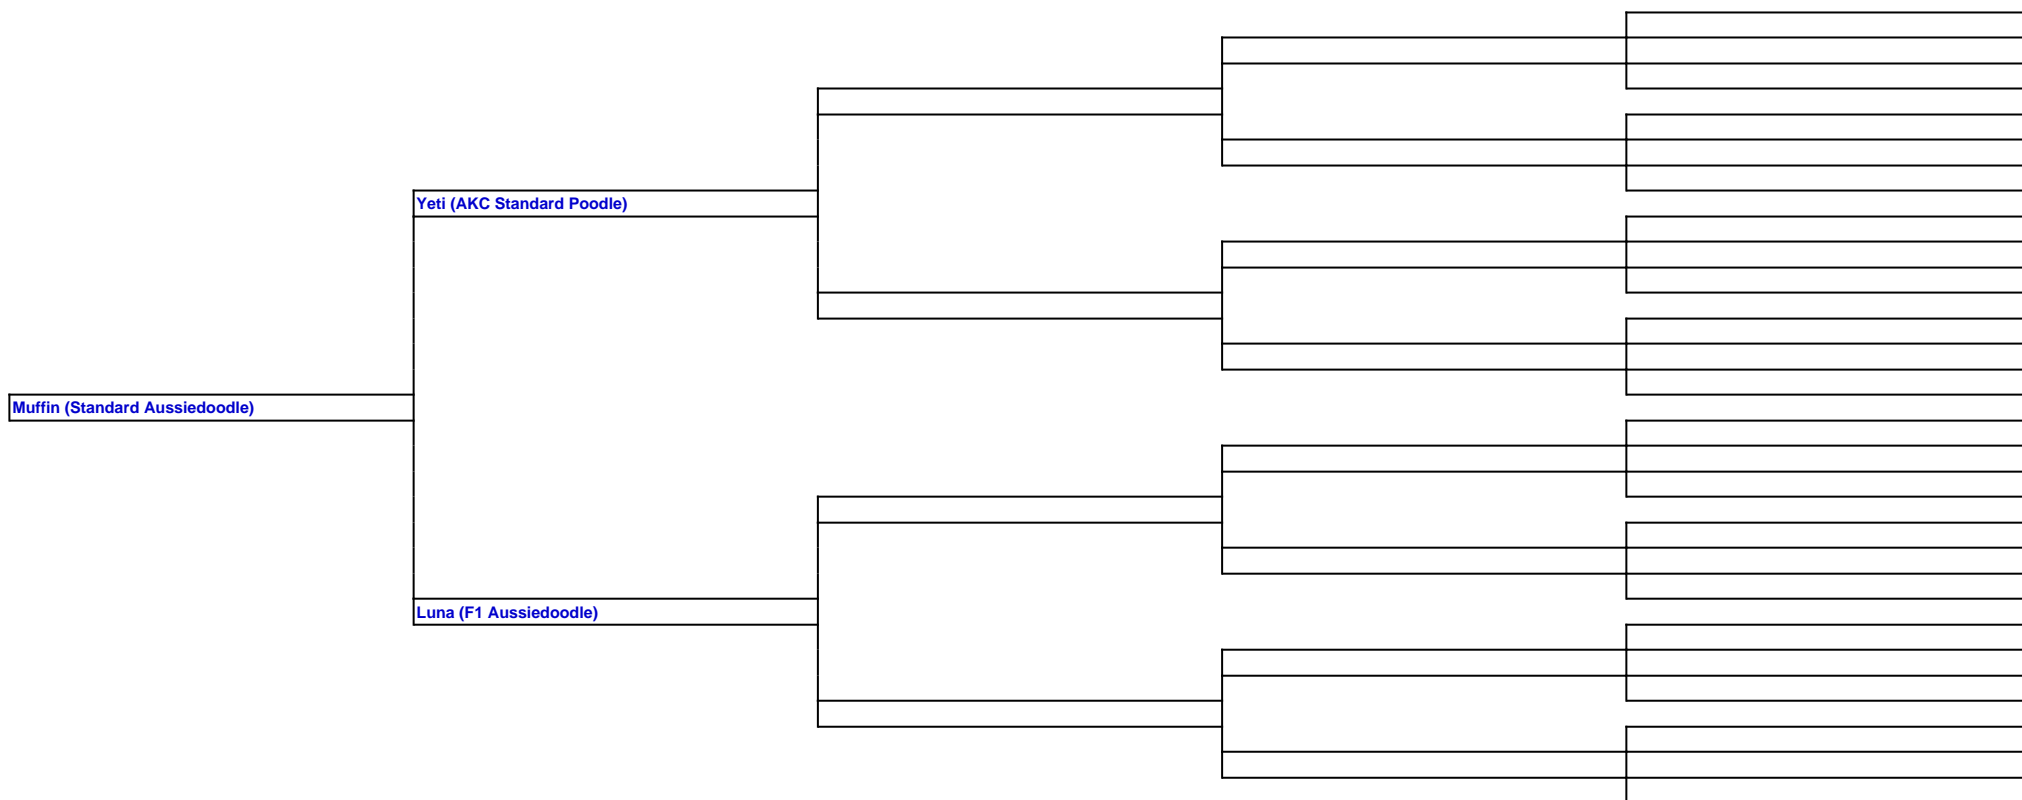 Yeti (AKC Standard Poodle)
Muffin (Standard Aussiedoodle)
Luna (F1 Aussiedoodle)